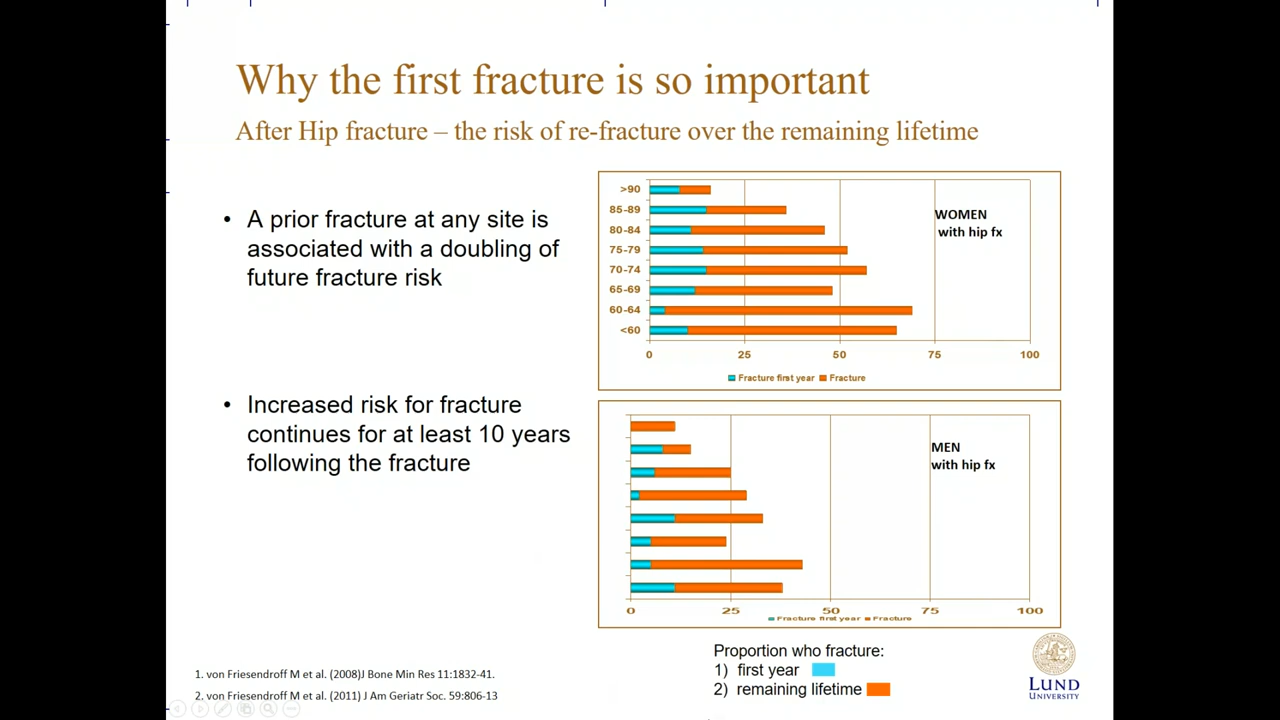 Why the first fracture is so important
After Hip fracture – the risk of re-fracture over the remaining lifetime
• A prior fracture at any site is
associated with a doubling of
future fracture risk
• Increased risk for fracture
continues for at least 10 years
following the fracture
>90
85-89
80-84
75-79
70-74
65-69
60-64
<60
0 25 50 75 100
WOMEN
with hip fx
Fracture first year Fracture
MEN
with hip fx
0 25 50 75 100
Fracture first year Fracture
Proportion who fracture:
1) first year
2) remaining lifetime
1. von Friesendroff M et al. (2008)J Bone Min Res 11:1832-41.
2. von Friesendroff M et al. (2011) J Am Geriatr Soc. 59:806-13
LUND
UNIVERSITY